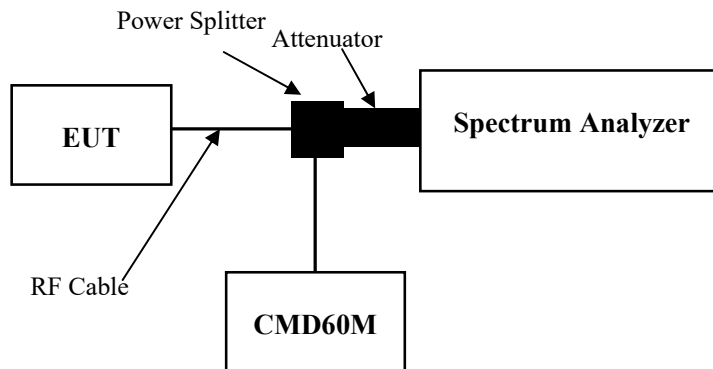 Power Splitter
Attenuator
EUT
Spectrum Analyzer
RF Cable
CMD60M